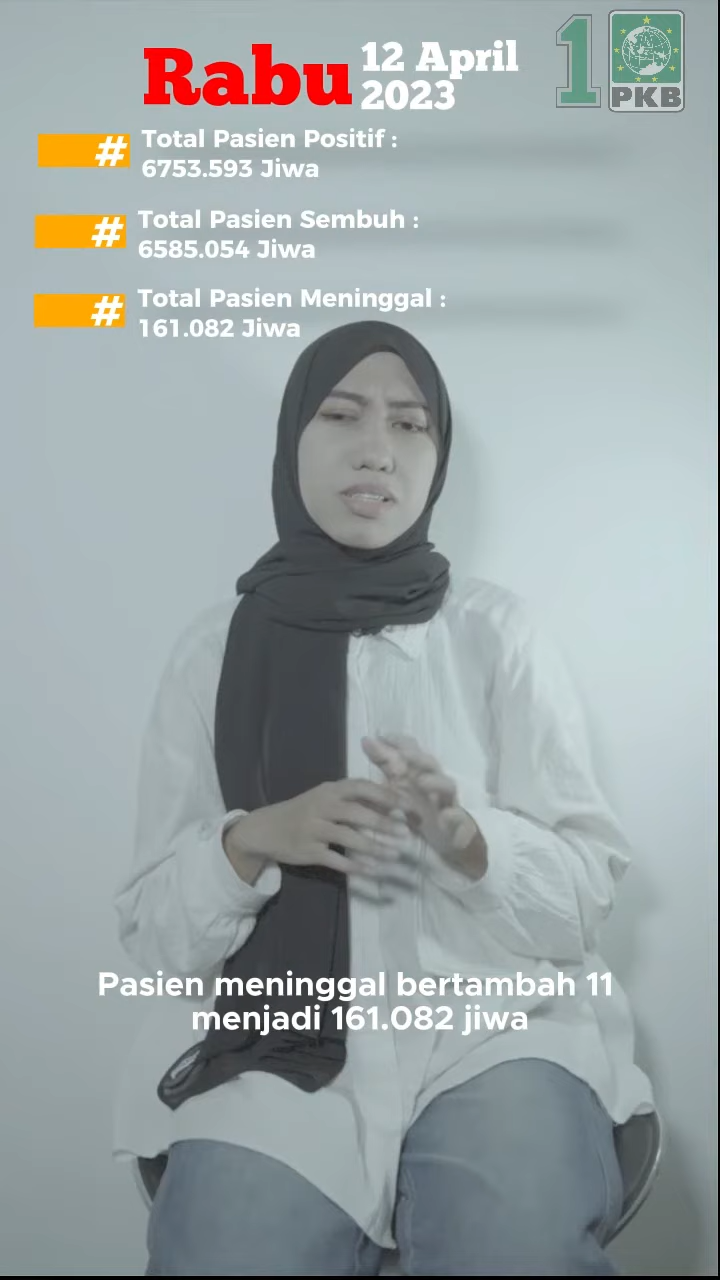 Rabu
12 April
2023
1
PKB
#
Total Pasien Positif :
6753.593 Jiwa
#
Total Pasien Sembuh :
6585.054 Jiwa
#
Total Pasien Meninggal :
161.082 Jiwa
Pasien meninggal bertambah 11
menjadi 161.082 jiwa